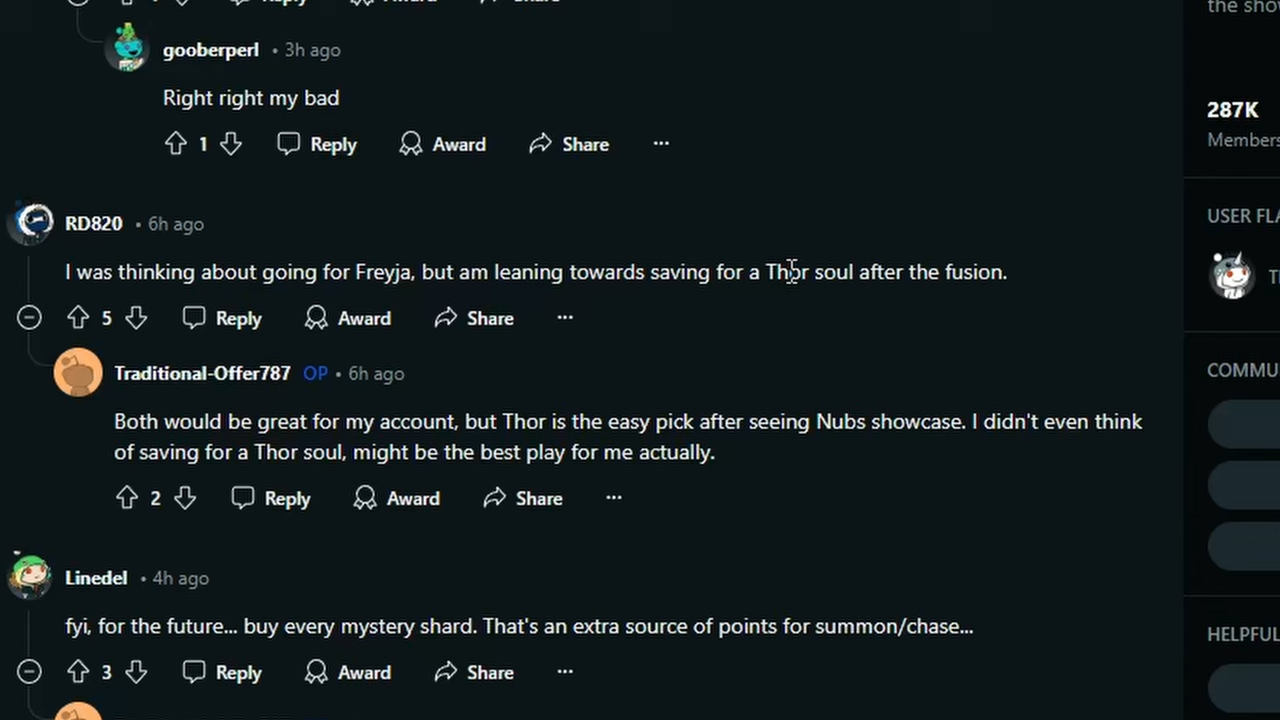 the sho
gooberperl • 3h ago
Right right my bad
1 Reply Award Share ...
287K
Members
RD820 • 6h ago
USER FLA
I was thinking about going for Freyja, but am leaning towards saving for a Thor soul after the fusion.
5 Reply Award Share ...
Traditional-Offer787 OP • 6h ago
COMMU
Both would be great for my account, but Thor is the easy pick after seeing Nubs showcase. I didn't even think
of saving for a Thor soul, might be the best play for me actually.
2 Reply Award Share ...
Linedel • 4h ago
fyi, for the future... buy every mystery shard. That's an extra source of points for summon/chase...
HELPFUL
3 Reply Award Share ...